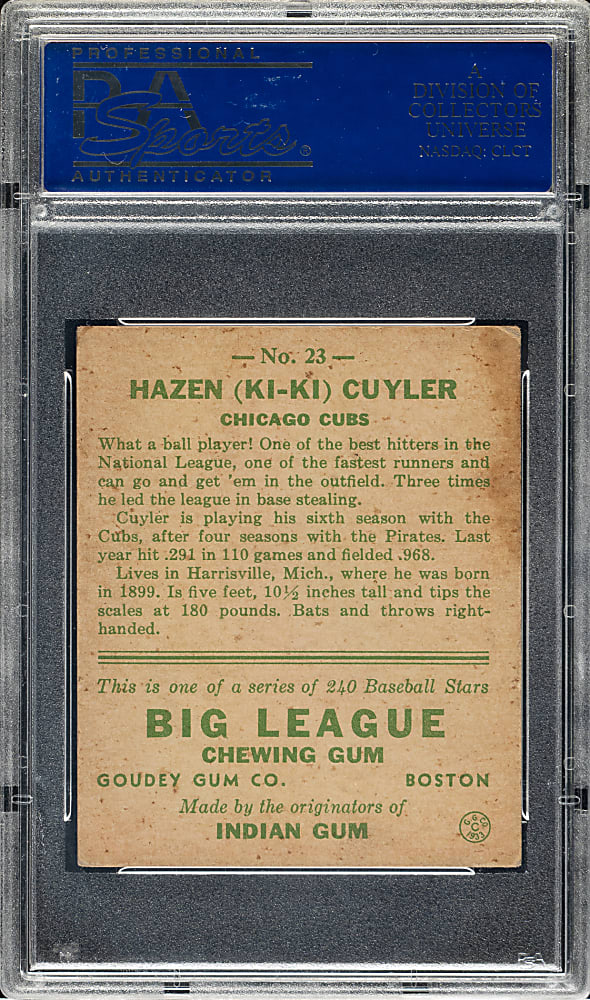 PROFESSIONAL
PSA
Sports®
AUTHENTICATOR
A
DIVISION OF
COLLECTORS
UNIVERSE
NASDAQ: CLCT
— No. 23 —
HAZEN (KI-KI) CUYLER
CHICAGO CUBS
What a ball player! One of the best hitters in the
National League, one of the fastest runners and
can go and get 'em in the outfield. Three times
he led the league in base stealing.
Cuyler is playing his sixth season with the
Cubs, after four seasons with the Pirates. Last
year hit .291 in 110 games and fielded .968.
Lives in Harrisville, Mich., where he was born
in 1899. Is five feet, 10½ inches tall and tips the
scales at 180 pounds. Bats and throws right-
handed.
This is one of a series of 240 Baseball Stars
BIG LEAGUE
CHEWING GUM
GOUDEY GUM CO. BOSTON
Made by the originators of
INDIAN GUM
G.G.CO.
C
1933
PSA